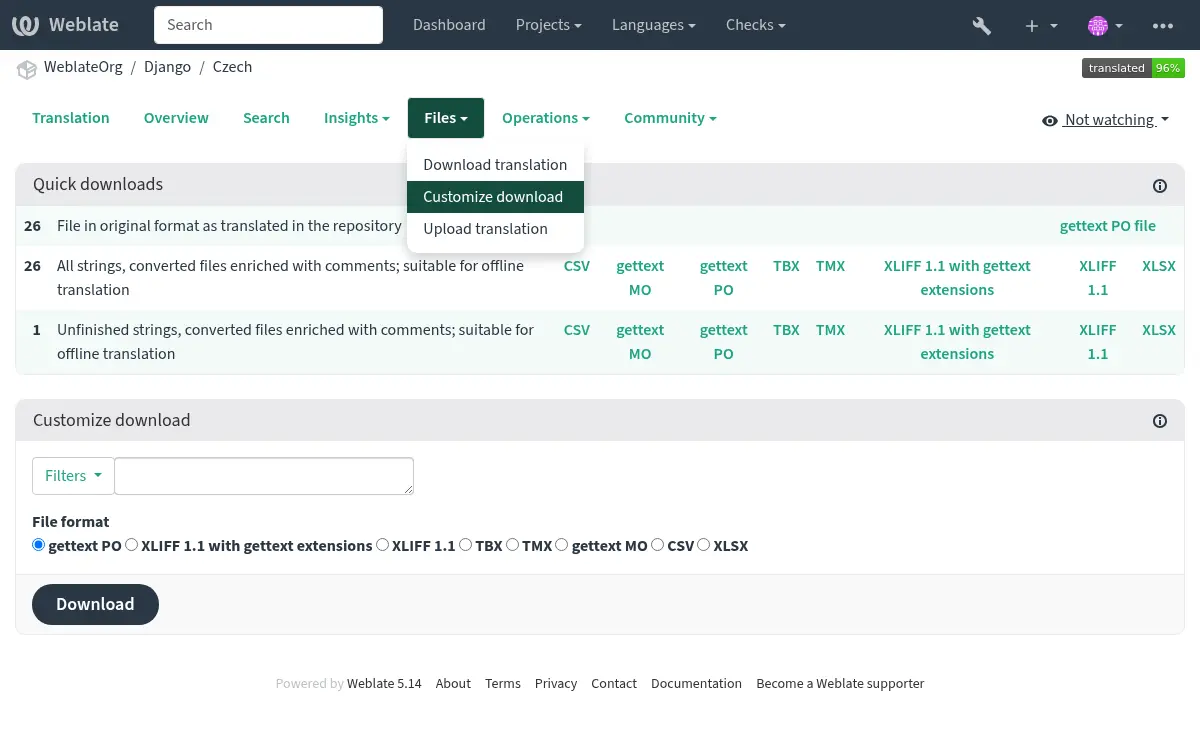 Weblate Search Dashboard Projects Languages Checks
WeblateOrg / Django / Czech translated 96%
Translation Overview Search Insights Files Operations Community Not watching
Download translation
Customize download
Upload translation
Quick downloads
26 File in original format as translated in the repository gettext PO file
26 All strings, converted files enriched with comments; suitable for offline CSV gettext gettext TBX TMX XLIFF 1.1 with gettext XLIFF XLSX
translation MO PO extensions 1.1
1 Unfinished strings, converted files enriched with comments; suitable for CSV gettext gettext TBX TMX XLIFF 1.1 with gettext XLIFF XLSX
offline translation MO PO extensions 1.1
Customize download
Filters
File format
gettext PO XLIFF 1.1 with gettext extensions XLIFF 1.1 TBX TMX gettext MO CSV XLSX
Download
Powered by Weblate 5.14 About Terms Privacy Contact Documentation Become a Weblate supporter